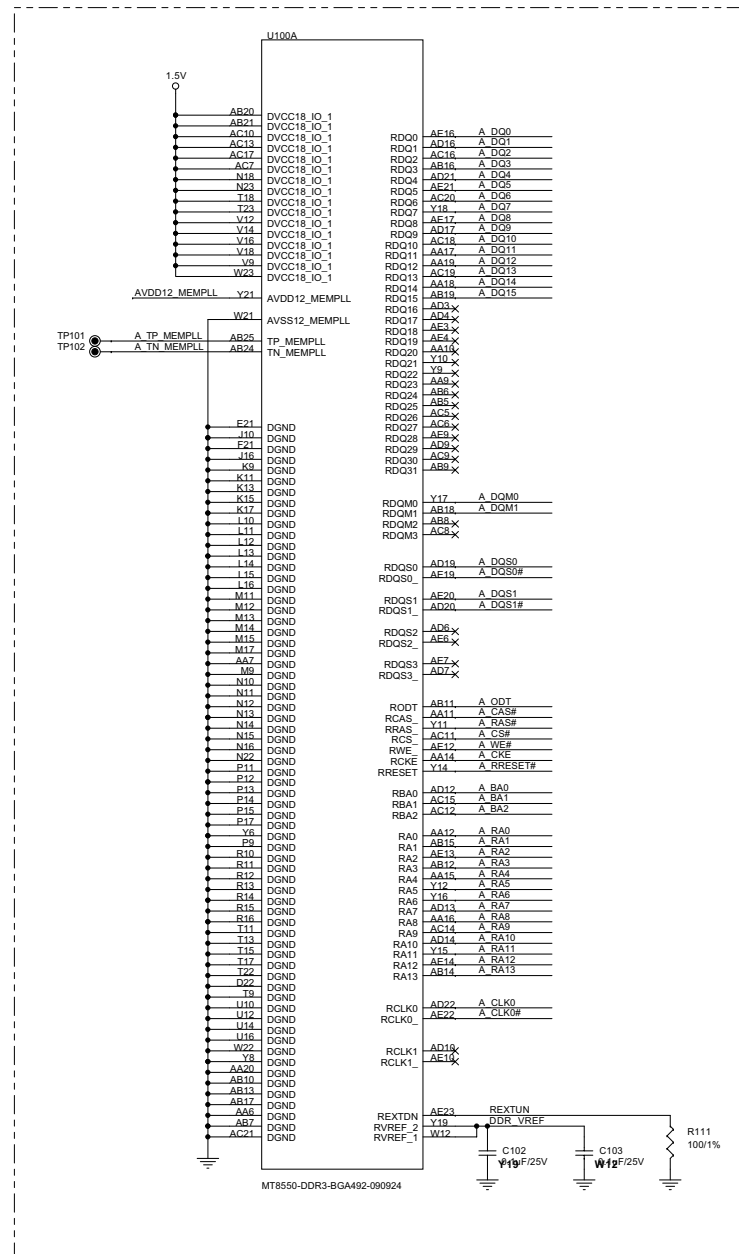 U100A
1.5V
AB20 DVCC18_IO_1
AB21 DVCC18_IO_1
AC10 DVCC18_IO_1
AC13 DVCC18_IO_1
AC17 DVCC18_IO_1
AC7 DVCC18_IO_1
N18 DVCC18_IO_1
N23 DVCC18_IO_1
T18 DVCC18_IO_1
T23 DVCC18_IO_1
V12 DVCC18_IO_1
V14 DVCC18_IO_1
V16 DVCC18_IO_1
V18 DVCC18_IO_1
V9 DVCC18_IO_1
W23 DVCC18_IO_1
AVDD12_MEMPLL Y21 AVDD12_MEMPLL
W21 AVSS12_MEMPLL
TP101 A_TP_MEMPLL AB25 TP_MEMPLL
TP102 A_TN_MEMPLL AB24 TN_MEMPLL
E21 DGND
J10 DGND
F21 DGND
J16 DGND
K9 DGND
K11 DGND
K13 DGND
K15 DGND
K17 DGND
L10 DGND
L11 DGND
L12 DGND
L13 DGND
L14 DGND
L15 DGND
L16 DGND
M11 DGND
M12 DGND
M13 DGND
M14 DGND
M15 DGND
M17 DGND
AA7 DGND
M9 DGND
N10 DGND
N11 DGND
N12 DGND
N13 DGND
N14 DGND
N15 DGND
N16 DGND
N22 DGND
P11 DGND
P12 DGND
P13 DGND
P14 DGND
P15 DGND
P17 DGND
Y6 DGND
P9 DGND
R10 DGND
R11 DGND
R12 DGND
R13 DGND
R14 DGND
R15 DGND
R16 DGND
T11 DGND
T13 DGND
T15 DGND
T17 DGND
T22 DGND
D22 DGND
T9 DGND
U10 DGND
U12 DGND
U14 DGND
U16 DGND
W22 DGND
Y8 DGND
AA20 DGND
AB10 DGND
AB13 DGND
AB17 DGND
AA6 DGND
AB7 DGND
AC21 DGND
RDQ0 AE16 A_DQ0
RDQ1 AD16 A_DQ1
RDQ2 AC16 A_DQ2
RDQ3 AB16 A_DQ3
RDQ4 AD21 A_DQ4
RDQ5 AE21 A_DQ5
RDQ6 AC20 A_DQ6
RDQ7 Y18 A_DQ7
RDQ8 AE17 A_DQ8
RDQ9 AD17 A_DQ9
RDQ10 AC18 A_DQ10
RDQ11 AA17 A_DQ11
RDQ12 AA19 A_DQ12
RDQ13 AC19 A_DQ13
RDQ14 AA18 A_DQ14
RDQ15 AB19 A_DQ15
RDQ16 AD3
RDQ17 AD4
RDQ18 AE3
RDQ19 AE4
RDQ20 AA10
RDQ21 Y10
RDQ22 Y9
RDQ23 AA9
RDQ24 AB6
RDQ25 AB5
RDQ26 AC5
RDQ27 AC6
RDQ28 AE9
RDQ29 AD9
RDQ30 AC9
RDQ31 AB9
RDQM0 Y17 A_DQM0
RDQM1 AB18 A_DQM1
RDQM2 AB8
RDQM3 AC8
RDQS0 AD19 A_DQS0
RDQS0_ AE19 A_DQS0#
RDQS1 AE20 A_DQS1
RDQS1_ AD20 A_DQS1#
RDQS2 AD6
RDQS2_ AE6
RDQS3 AE7
RDQS3_ AD7
RODT AB11 A_ODT
RCAS_ AA11 A_CAS#
RRAS_ Y11 A_RAS#
RCS_ AC11 A_CS#
RWE_ AE12 A_WE#
RCKE AA14 A_CKE
RRESET Y14 A_RRESET#
RBA0 AD12 A_BA0
RBA1 AC15 A_BA1
RBA2 AC12 A_BA2
RA0 AA12 A_RA0
RA1 AB15 A_RA1
RA2 AE13 A_RA2
RA3 AB12 A_RA3
RA4 AA15 A_RA4
RA5 Y12 A_RA5
RA6 Y16 A_RA6
RA7 AD13 A_RA7
RA8 AA16 A_RA8
RA9 AC14 A_RA9
RA10 AD14 A_RA10
RA11 Y15 A_RA11
RA12 AE14 A_RA12
RA13 AB14 A_RA13
RCLK0 AD22 A_CLK0
RCLK0_ AE22 A_CLK0#
RCLK1 AD10
RCLK1_ AE10
REXTDN AE23 REXTUN
RVREF_2 Y19 DDR_VREF
RVREF_1 W12
R111
100/1%
C102
0.1uF/25V
Y19
C103
0.1uF/25V
W12
MT8550-DDR3-BGA492-090924